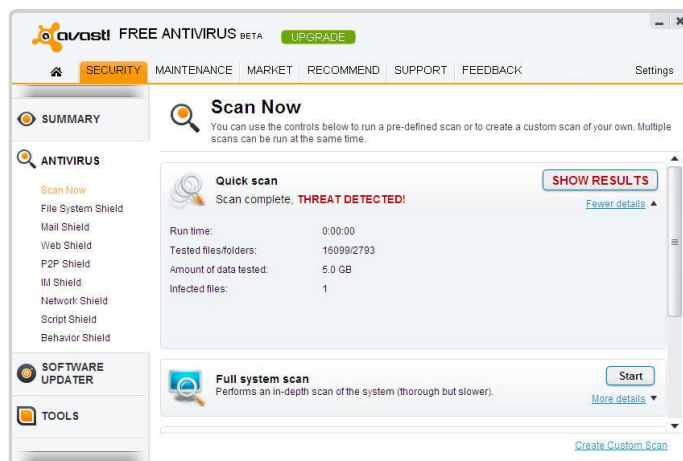 avast! FREE ANTIVIRUS BETA UPGRADE
SECURITY MAINTENANCE MARKET RECOMMEND SUPPORT FEEDBACK Settings
SUMMARY
ANTIVIRUS
Scan Now
File System Shield
Mail Shield
Web Shield
P2P Shield
IM Shield
Network Shield
Script Shield
Behavior Shield
SOFTWARE
UPDATER
TOOLS
Scan Now
You can use the controls below to run a pre-defined scan or to create a custom scan of your own. Multiple
scans can be run at the same time.
Quick scan
SHOW RESULTS
Scan complete, THREAT DETECTED!
Fewer details
Run time: 0:00:00
Tested files/folders: 16099/2793
Amount of data tested: 5.0 GB
Infected files: 1
Full system scan
Start
Performs an in-depth scan of the system (thorough but slower).
More details
Create Custom Scan